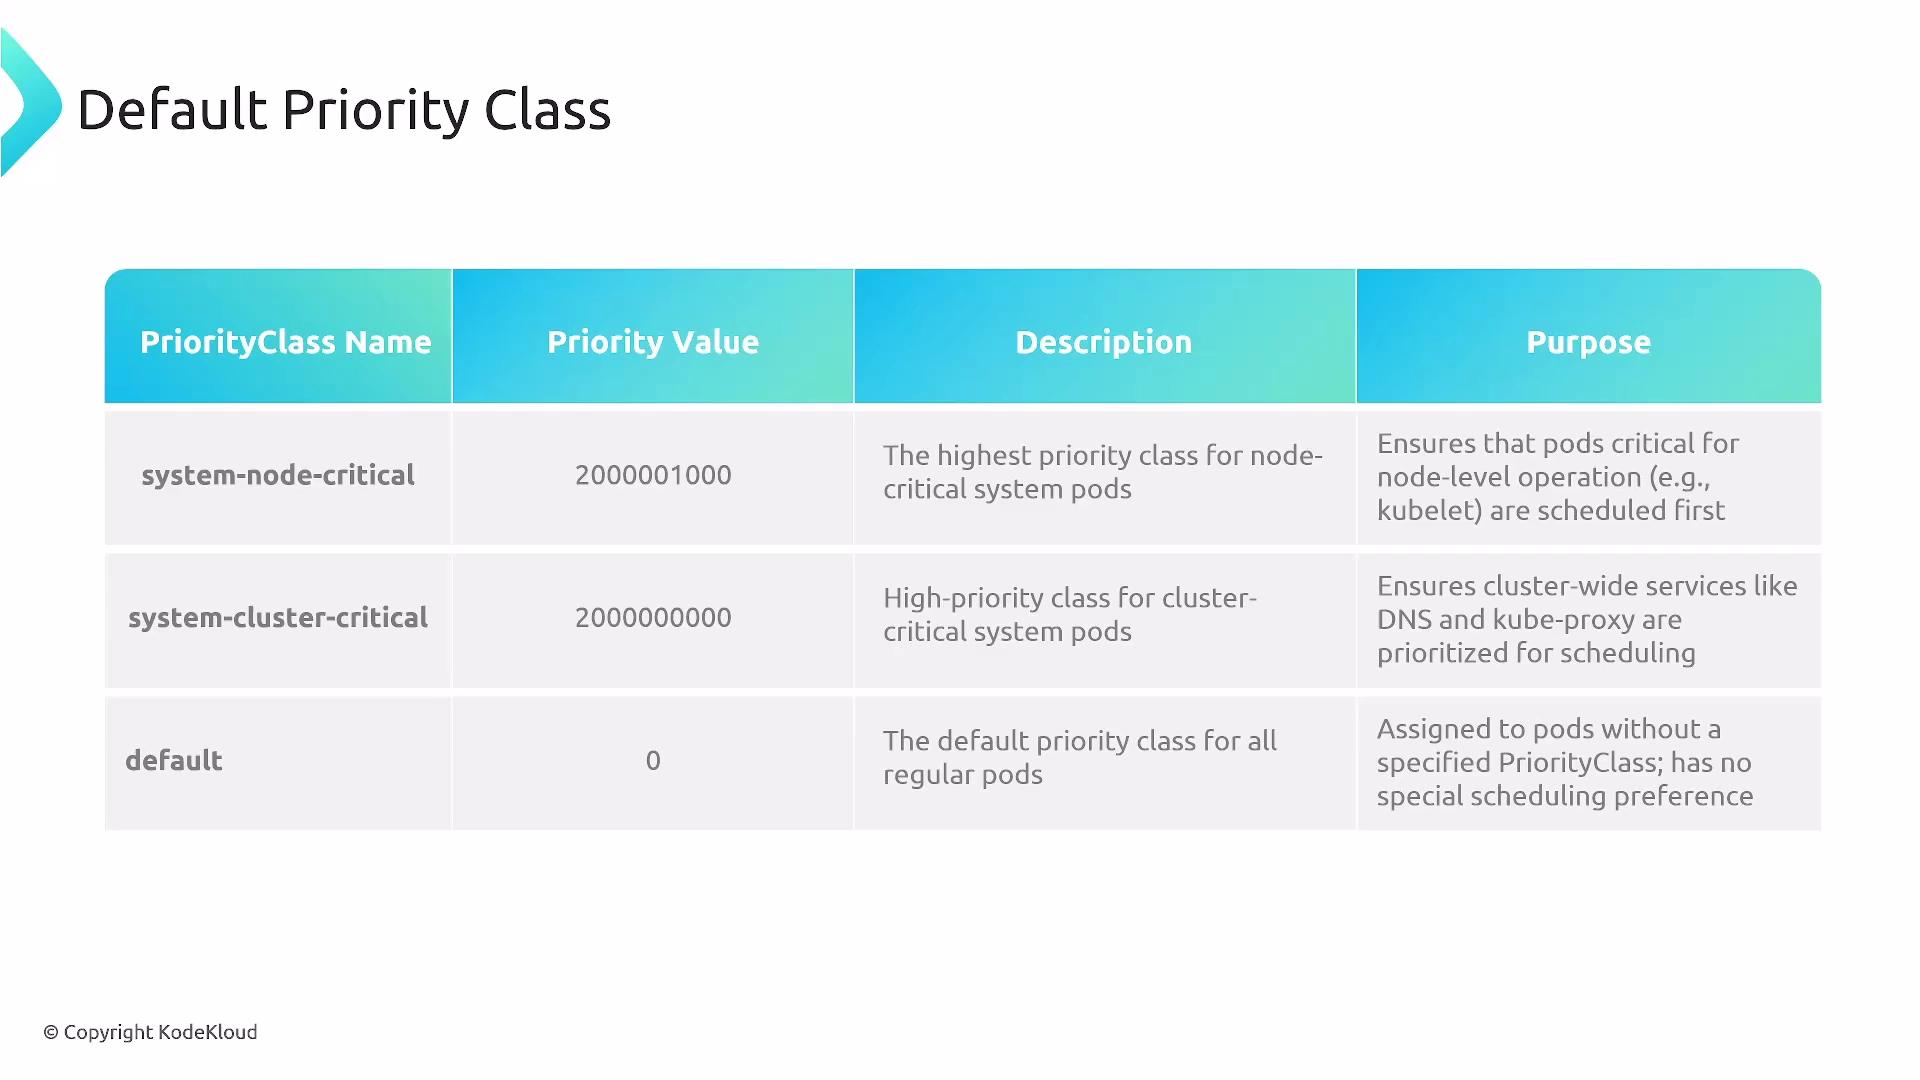 Default Priority Class
PriorityClass Name
Priority Value
Description
Purpose
system-node-critical
2000001000
The highest priority class for node-
critical system pods
Ensures that pods critical for
node-level operation (e.g.,
kubelet) are scheduled first
system-cluster-critical
2000000000
High-priority class for cluster-
critical system pods
Ensures cluster-wide services like
DNS and kube-proxy are
prioritized for scheduling
default
0
The default priority class for all
regular pods
Assigned to pods without a
specified PriorityClass; has no
special scheduling preference
© Copyright KodeKloud